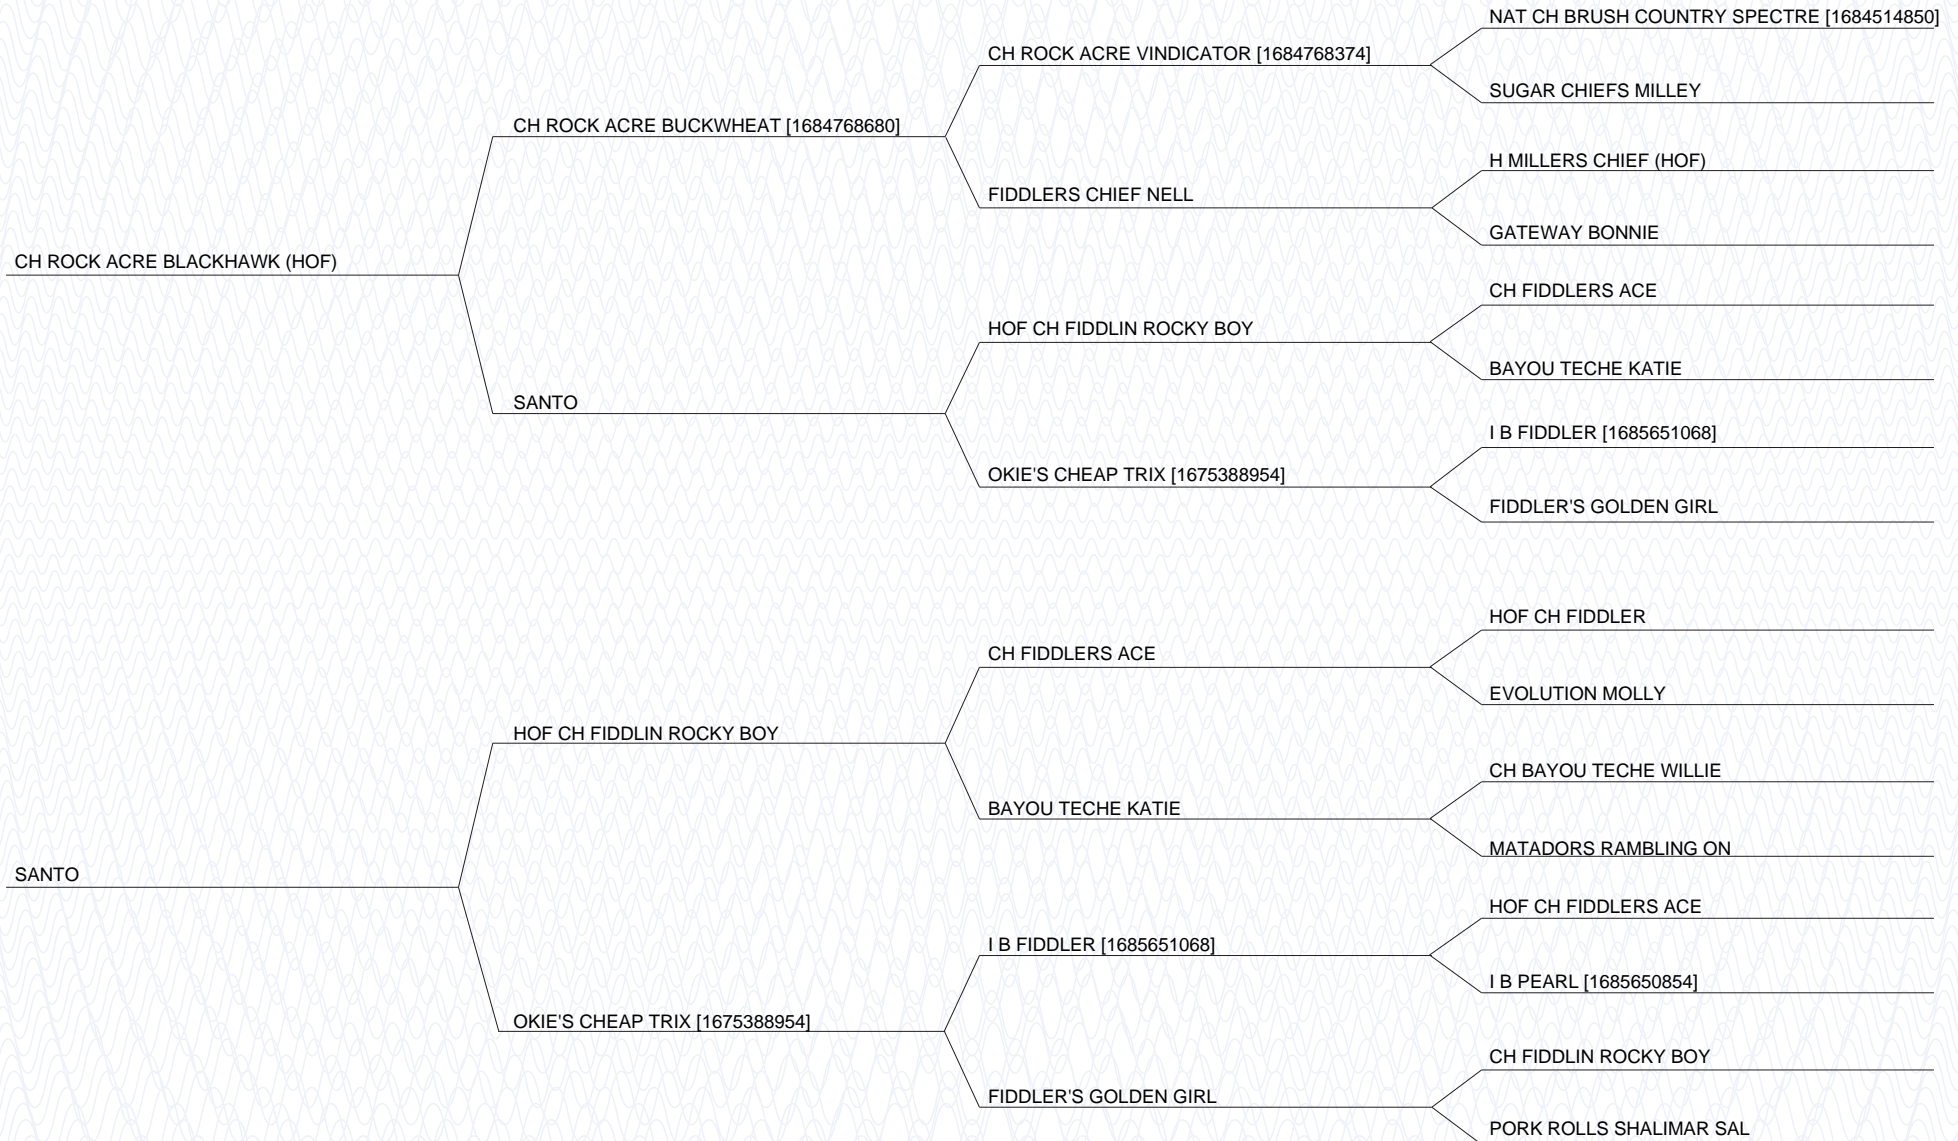 NAT CH BRUSH COUNTRY SPECTRE [1684514850]
CH ROCK ACRE VINDICATOR [1684768374]
SUGAR CHIEFS MILLEY
CH ROCK ACRE BUCKWHEAT [1684768680]
H MILLERS CHIEF (HOF)
FIDDLERS CHIEF NELL
GATEWAY BONNIE
CH ROCK ACRE BLACKHAWK (HOF)
CH FIDDLERS ACE
HOF CH FIDDLIN ROCKY BOY
BAYOU TECHE KATIE
SANTO
I B FIDDLER [1685651068]
OKIE'S CHEAP TRIX [1675388954]
FIDDLER'S GOLDEN GIRL
HOF CH FIDDLER
CH FIDDLERS ACE
EVOLUTION MOLLY
HOF CH FIDDLIN ROCKY BOY
CH BAYOU TECHE WILLIE
BAYOU TECHE KATIE
MATADORS RAMBLING ON
SANTO
HOF CH FIDDLERS ACE
I B FIDDLER [1685651068]
I B PEARL [1685650854]
OKIE'S CHEAP TRIX [1675388954]
CH FIDDLIN ROCKY BOY
FIDDLER'S GOLDEN GIRL
PORK ROLLS SHALIMAR SAL